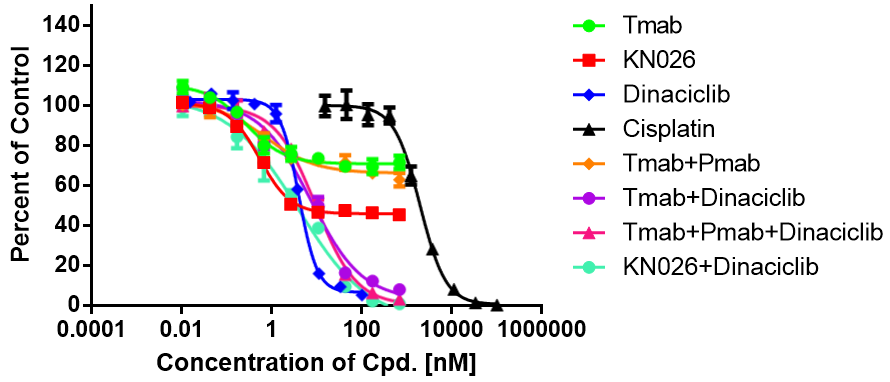 Percent of Control
140
120
100
80
60
40
20
0
0.0001
0.01
1
100
10000
1000000
Concentration of Cpd. [nM]
Tmab
KN026
Dinaciclib
Cisplatin
Tmab+Pmab
Tmab+Dinaciclib
Tmab+Pmab+Dinaciclib
KN026+Dinaciclib